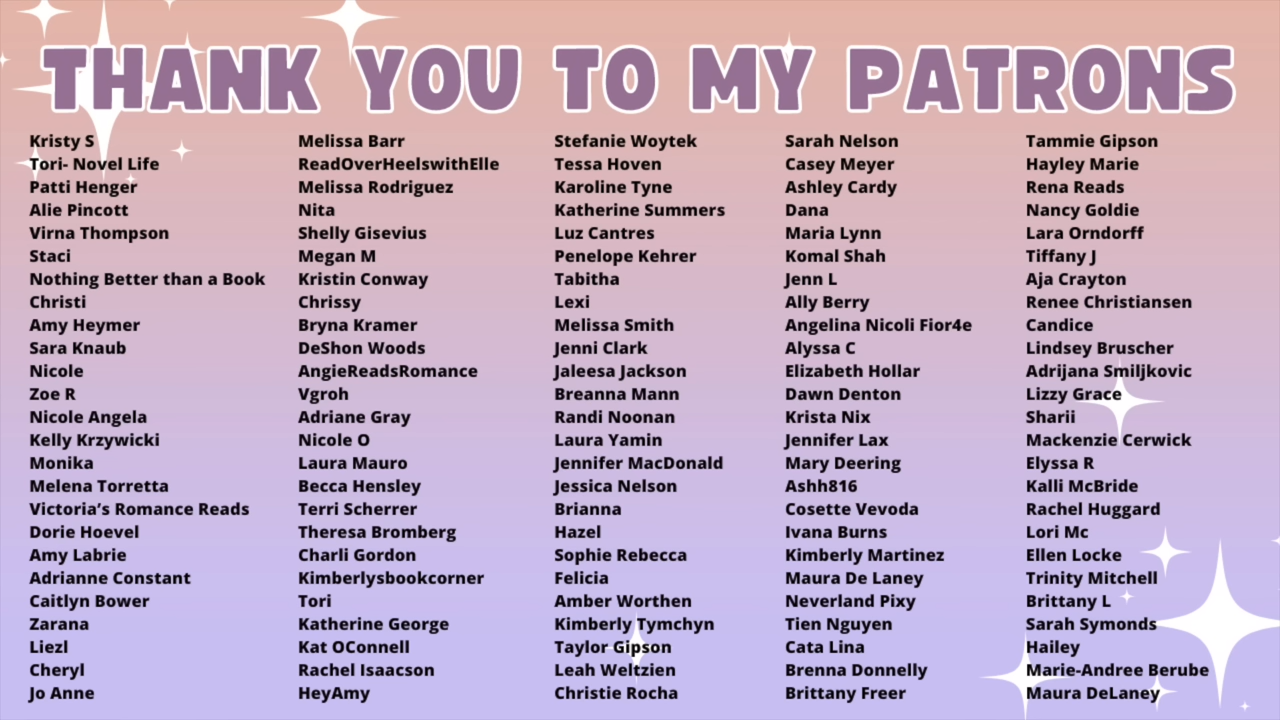 THANK YOU TO MY PATRONS
Kristy S
Tori- Novel Life
Patti Henger
Alie Pincott
Virna Thompson
Staci
Nothing Better than a Book
Christi
Amy Heymer
Sara Knaub
Nicole
Zoe R
Nicole Angela
Kelly Krzywicki
Monika
Melena Torretta
Victoria’s Romance Reads
Dorie Hoevel
Amy Labrie
Adrianne Constant
Caitlyn Bower
Zarana
Liezl
Cheryl
Jo Anne
Melissa Barr
ReadOverHeelswithElle
Melissa Rodriguez
Nita
Shelly Gisevius
Megan M
Kristin Conway
Chrissy
Bryna Kramer
DeShon Woods
AngieReadsRomance
Vgroh
Adriane Gray
Nicole O
Laura Mauro
Becca Hensley
Terri Scherrer
Theresa Bromberg
Charli Gordon
Kimberlysbookcorner
Tori
Katherine George
Kat OConnell
Rachel Isaacson
HeyAmy
Stefanie Woytek
Tessa Hoven
Karoline Tyne
Katherine Summers
Luz Cantres
Penelope Kehrer
Tabitha
Lexi
Melissa Smith
Jenni Clark
Jaleesa Jackson
Breanna Mann
Randi Noonan
Laura Yamin
Jennifer MacDonald
Jessica Nelson
Brianna
Hazel
Sophie Rebecca
Felicia
Amber Worthen
Kimberly Tymchyn
Taylor Gipson
Leah Weltzien
Christie Rocha
Sarah Nelson
Casey Meyer
Ashley Cardy
Dana
Maria Lynn
Komal Shah
Jenn L
Ally Berry
Angelina Nicoli Fior4e
Alyssa C
Elizabeth Hollar
Dawn Denton
Krista Nix
Jennifer Lax
Mary Deering
Ashh816
Cosette Vevoda
Ivana Burns
Kimberly Martinez
Maura De Laney
Neverland Pixy
Tien Nguyen
Cata Lina
Brenna Donnelly
Brittany Freer
Tammie Gipson
Hayley Marie
Rena Reads
Nancy Goldie
Lara Orndorff
Tiffany J
Aja Crayton
Renee Christiansen
Candice
Lindsey Bruscher
Adrijana Smiljkovic
Lizzy Grace
Sharii
Mackenzie Cerwick
Elyssa R
Kalli McBride
Rachel Huggard
Lori Mc
Ellen Locke
Trinity Mitchell
Brittany L
Sarah Symonds
Hailey
Marie-Andree Berube
Maura DeLaney